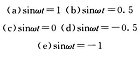 (a)sinωt=1 (b)sinωt=0.5
(c)sinωt=0 (d)sinωt=-0.5
(e)sinωt=-1